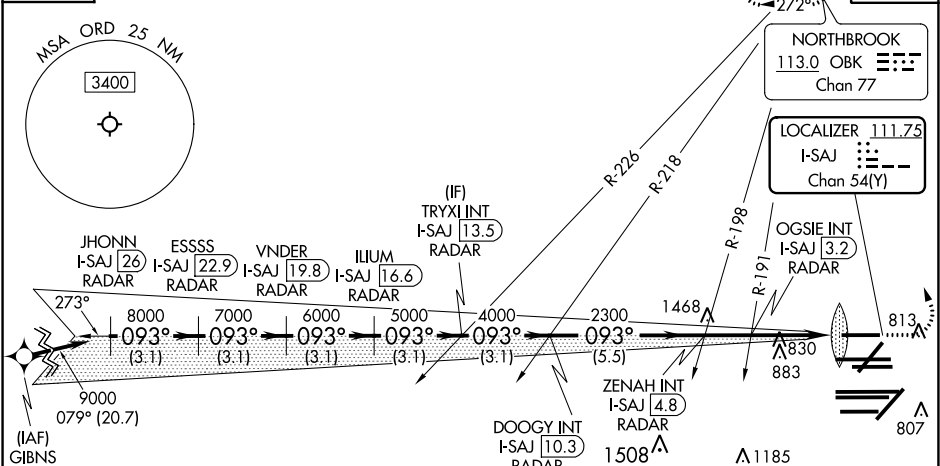 272°
MSA ORD 25 NM
3400
NORTHBROOK
113.0 OBK
Chan 77
LOCALIZER 111.75
I-SAJ
Chan 54(Y)
R-226
R-218
R-198
R-191
(IF)
TRYXI INT
I-SAJ 13.5
RADAR
JHONN
I-SAJ 26
RADAR
ESSSS
I-SAJ 22.9
RADAR
VNDER
I-SAJ 19.8
RADAR
ILIUM
I-SAJ 16.6
RADAR
OGSIE INT
I-SAJ 3.2
RADAR
273°
8000
093°
(3.1)
7000
093°
(3.1)
6000
093°
(3.1)
5000
093°
(3.1)
4000
093°
(3.1)
2300
093°
(5.5)
1468
813
830
883
807
9000
079° (20.7)
(IAF)
GIBNS
DOOGY INT
I-SAJ 10.3
RADAR
ZENAH INT
I-SAJ 4.8
RADAR
1508
1185